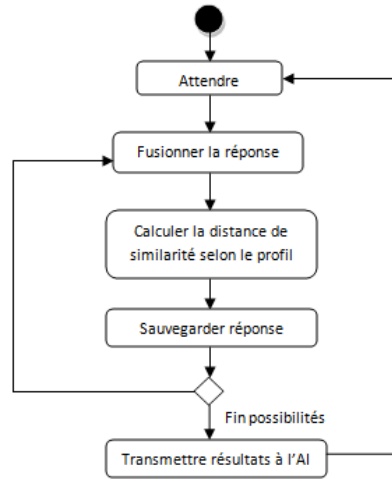 Attendre
Fusionner la réponse
Calculer la distance de
similarité selon le profil
Sauvegarder réponse
Fin possibilités
Transmettre résultats à l'AI